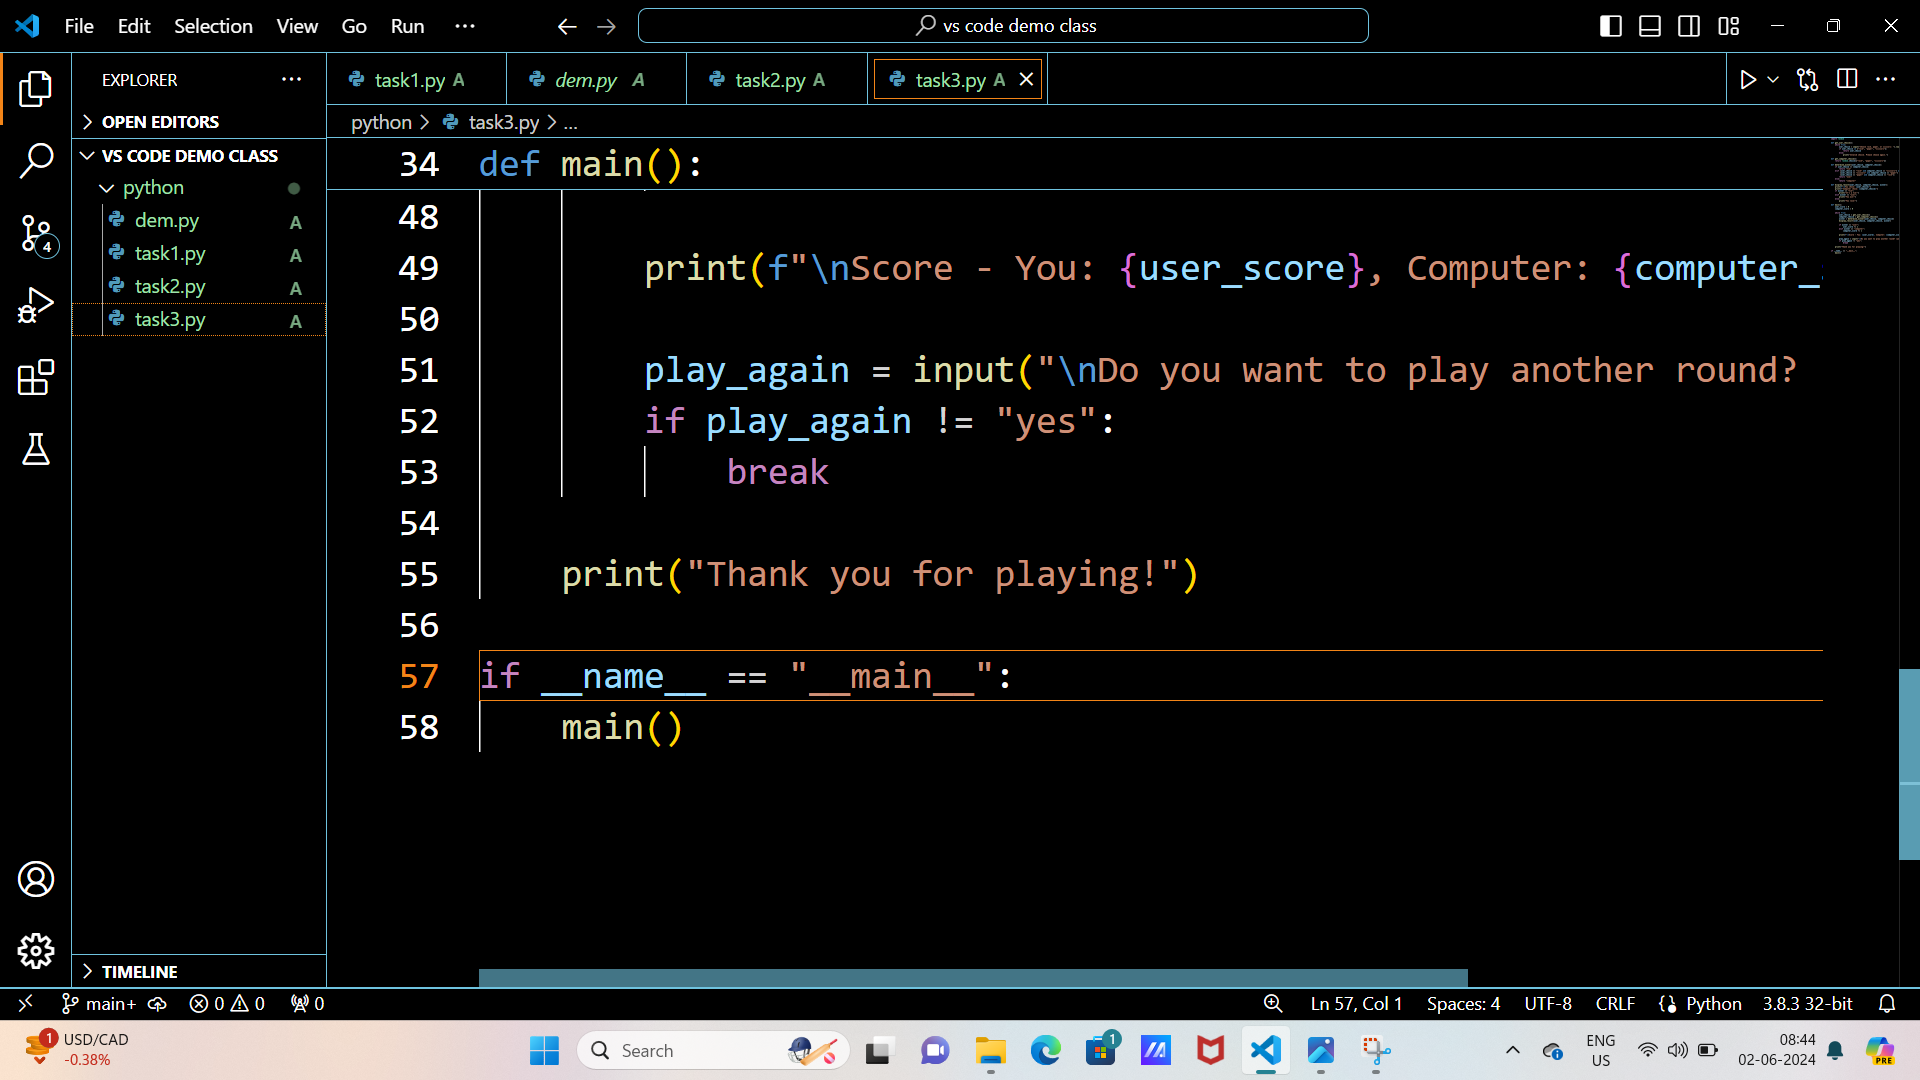 File Edit Selection View Go Run ···
vs code demo class
EXPLORER ···
task1.py A dem.py A task2.py A task3.py A
OPEN EDITORS
python > task3.py > ...
VS CODE DEMO CLASS
python
dem.py A
task1.py A
task2.py A
task3.py A
4
34 def main():
48
49 print(f"\nScore - You: {user_score}, Computer: {computer_
50
51 play_again = input("\nDo you want to play another round?
52 if play_again != "yes":
53 break
54
55 print("Thank you for playing!")
56
57 if __name__ == "__main__":
58 main()
TIMELINE
main+ 0 0 0 Ln 57, Col 1 Spaces: 4 UTF-8 CRLF Python 3.8.3 32-bit
1 USD/CAD
-0.38%
Search
1
ENG
US
08:44
02-06-2024
PRE